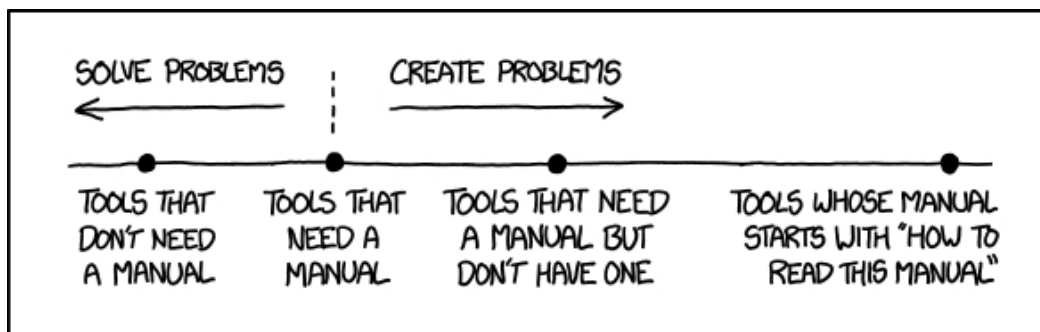 SOLVE PROBLEMS
CREATE PROBLEMS
TOOLS THAT
DON'T NEED
A MANUAL
TOOLS THAT
NEED A
MANUAL
TOOLS THAT NEED
A MANUAL BUT
DON'T HAVE ONE
TOOLS WHOSE MANUAL
STARTS WITH "HOW TO
READ THIS MANUAL"